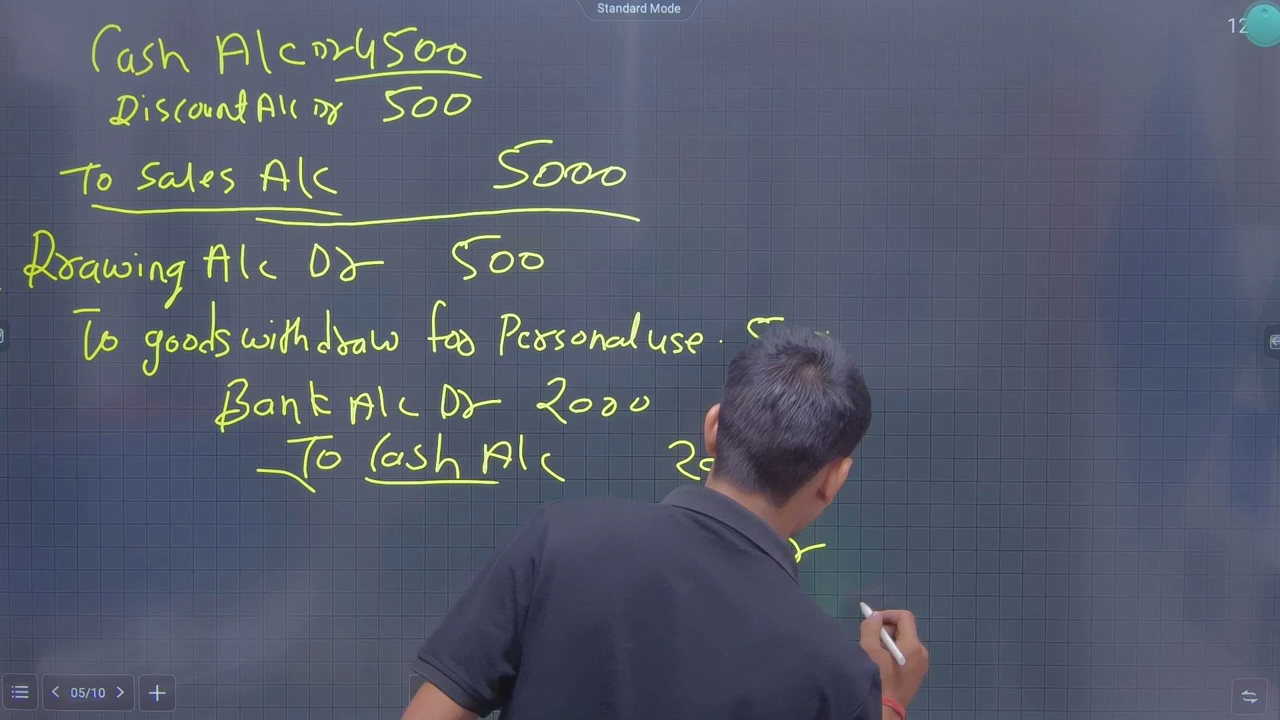 Standard Mode
12
Cash A/c Dr 4500
Discount A/c Dr 500
To Sales A/c 5000
Drawing A/c Dr 500
To goods withdraw for Personal use.
Bank A/c Dr 2000
To Cash A/c
05/10